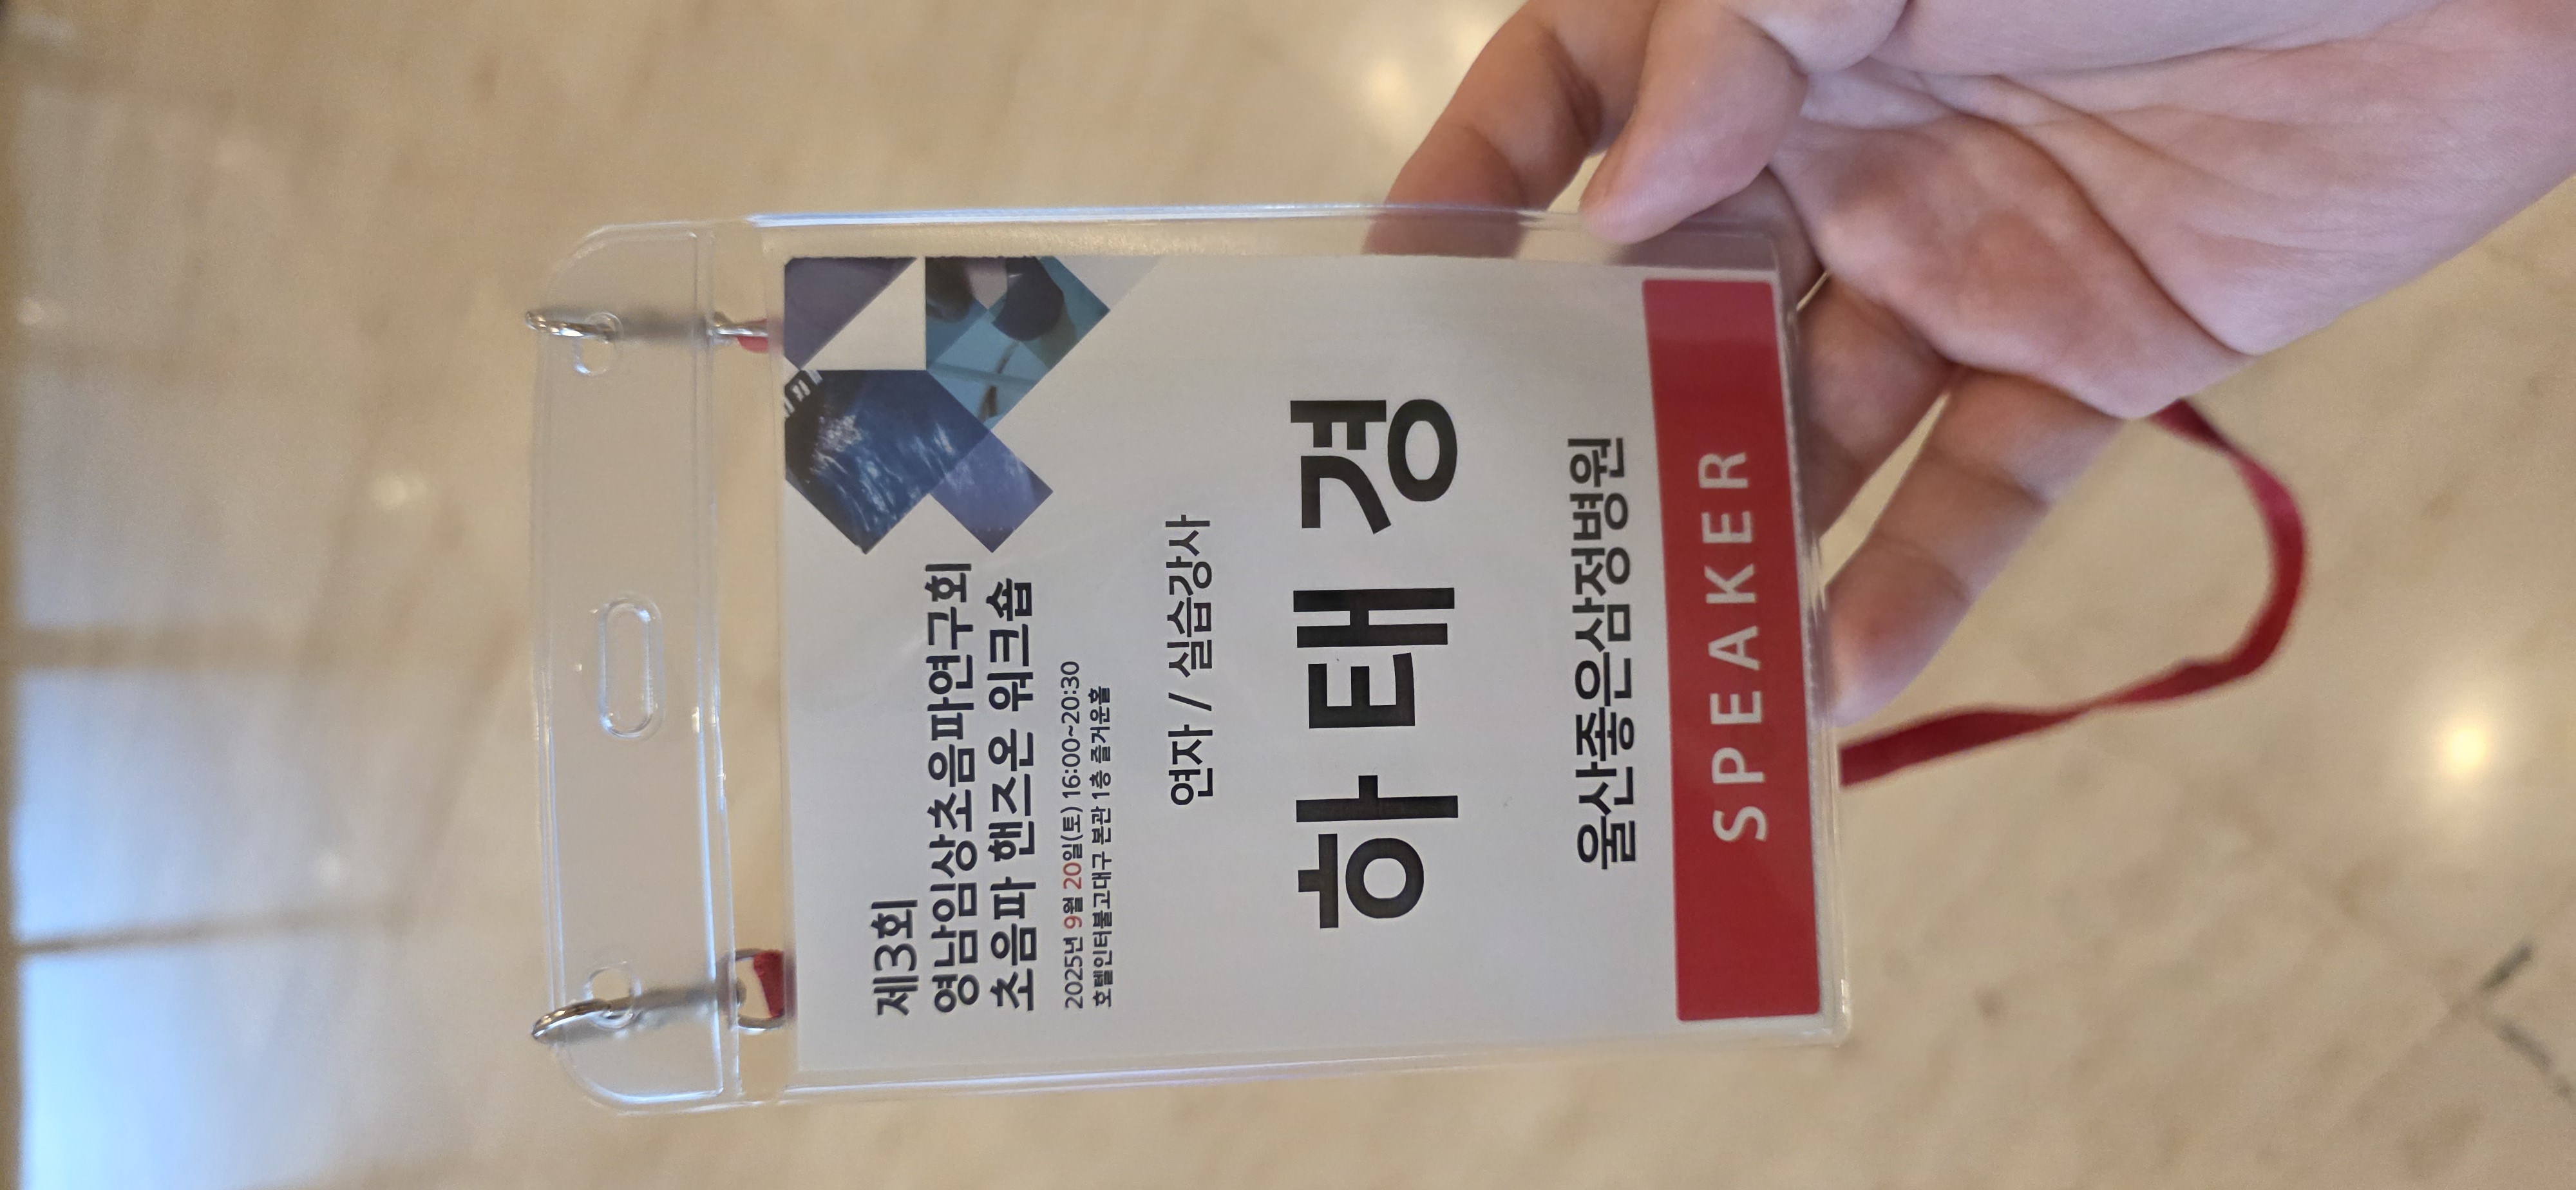 제3회
영남임상초음파연구회
초음파 핸즈온 워크숍
2025년 9월 20일(토) 16:00~20:30
호텔인터불고대구 본관 1층 즐거운홀
연자 / 실습강사
하 태 경
울산좋은삼정병원
SPEAKER